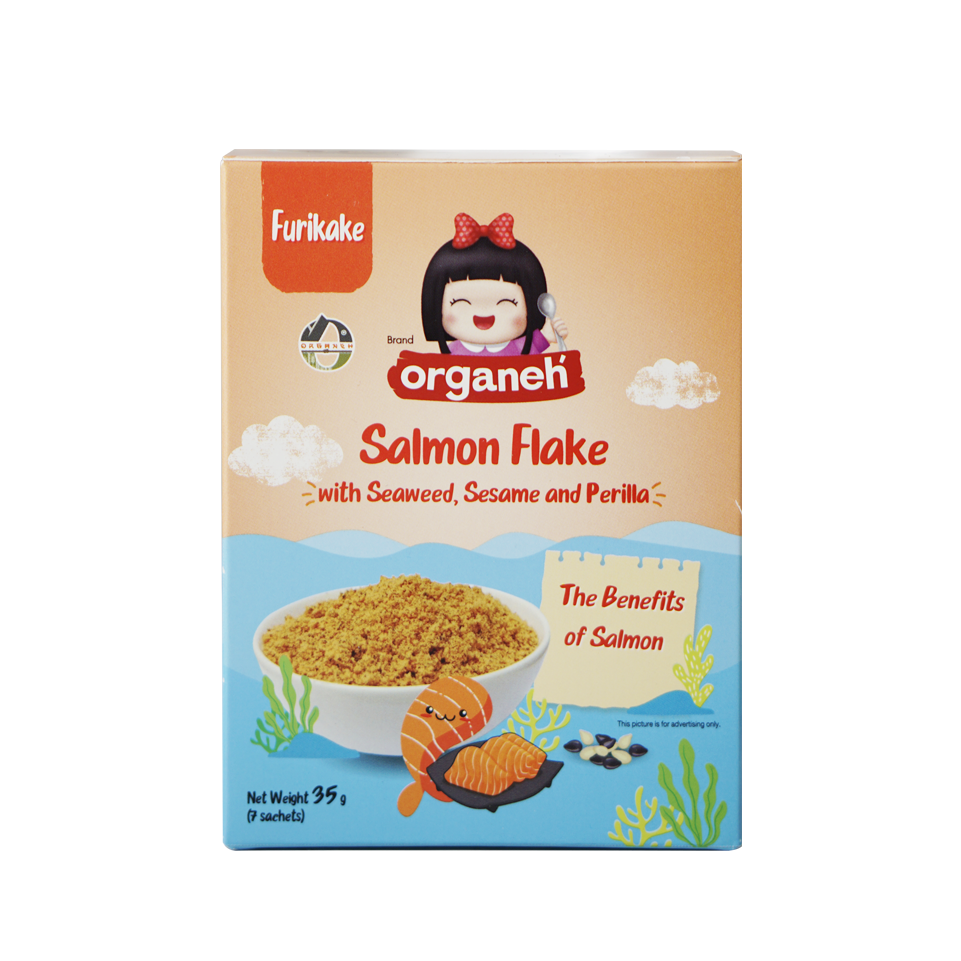 Furikake
ORGANEH
Brand
organeh
Salmon Flake
with Seaweed, Sesame and Perilla
The Benefits
of Salmon
This picture is for advertising only.
Net Weight 35 g
(7 sachets)